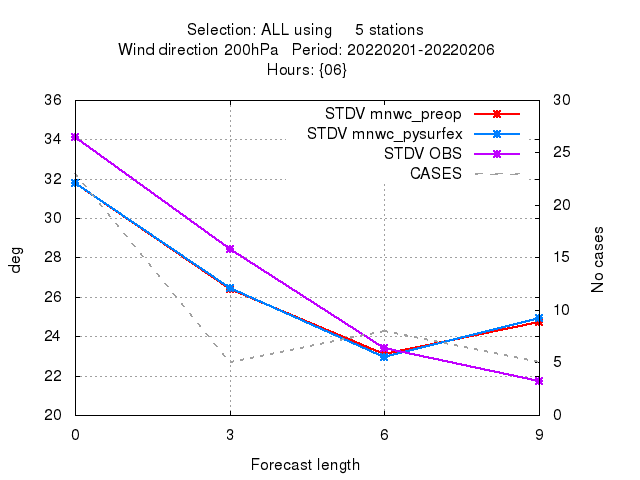 Selection: ALL using 5 stations
Wind direction 200hPa Period: 20220201-20220206
Hours: {06}
STDV mnwc_preop
STDV mnwc_pysurfex
STDV OBS
CASES
deg
36
34
32
30
28
26
24
22
20
30
25
20
15
10
5
0
No cases
0 3 6 9
Forecast length